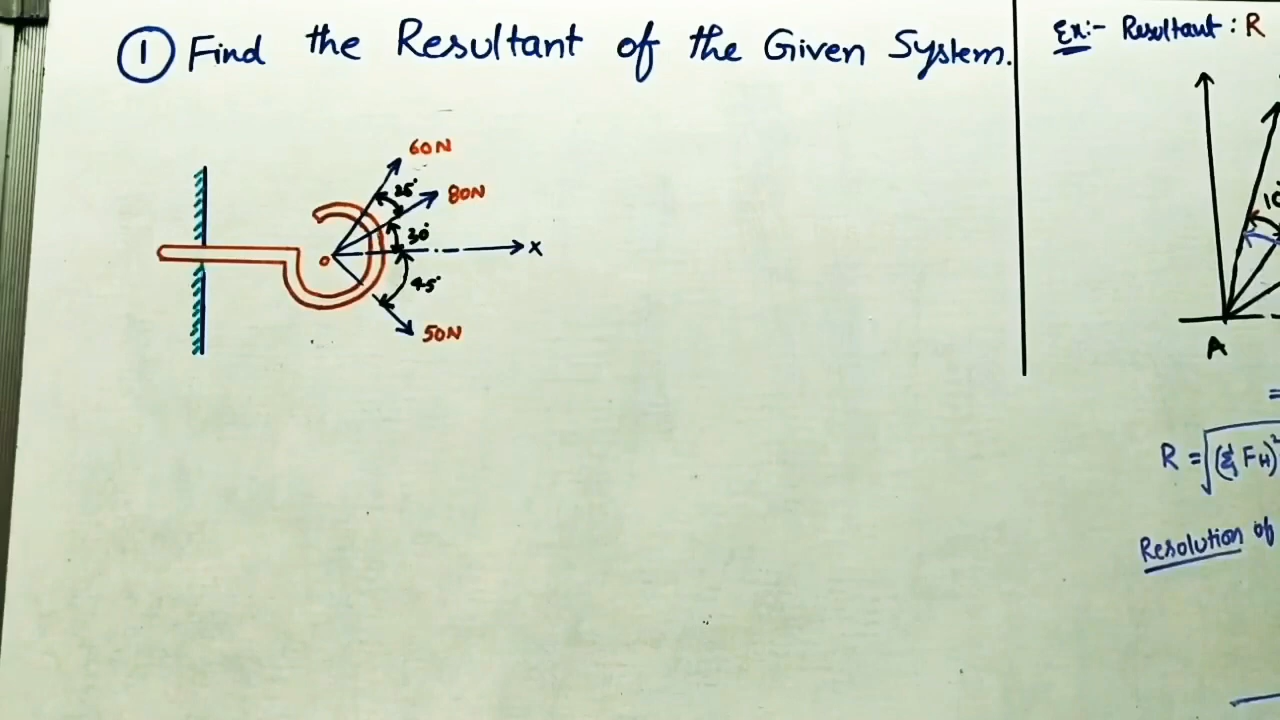 ① Find the Resultant of the Given System.
60N
25°
80N
30°
O
X
45°
50N
Ex:- Resultant : R
10
A
=
R = √(ΣFH)²
Resolution of